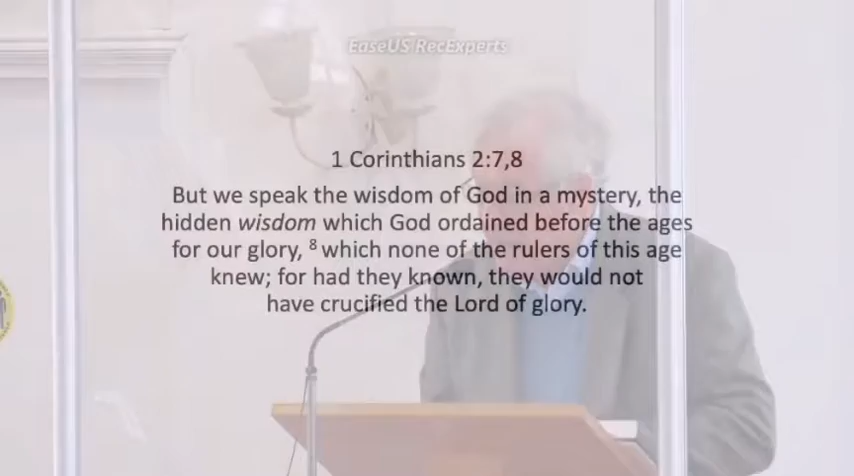 EaseUS RecExperts
1 Corinthians 2:7,8
But we speak the wisdom of God in a mystery, the
hidden wisdom which God ordained before the ages
for our glory, ⁸ which none of the rulers of this age
knew; for had they known, they would not
have crucified the Lord of glory.